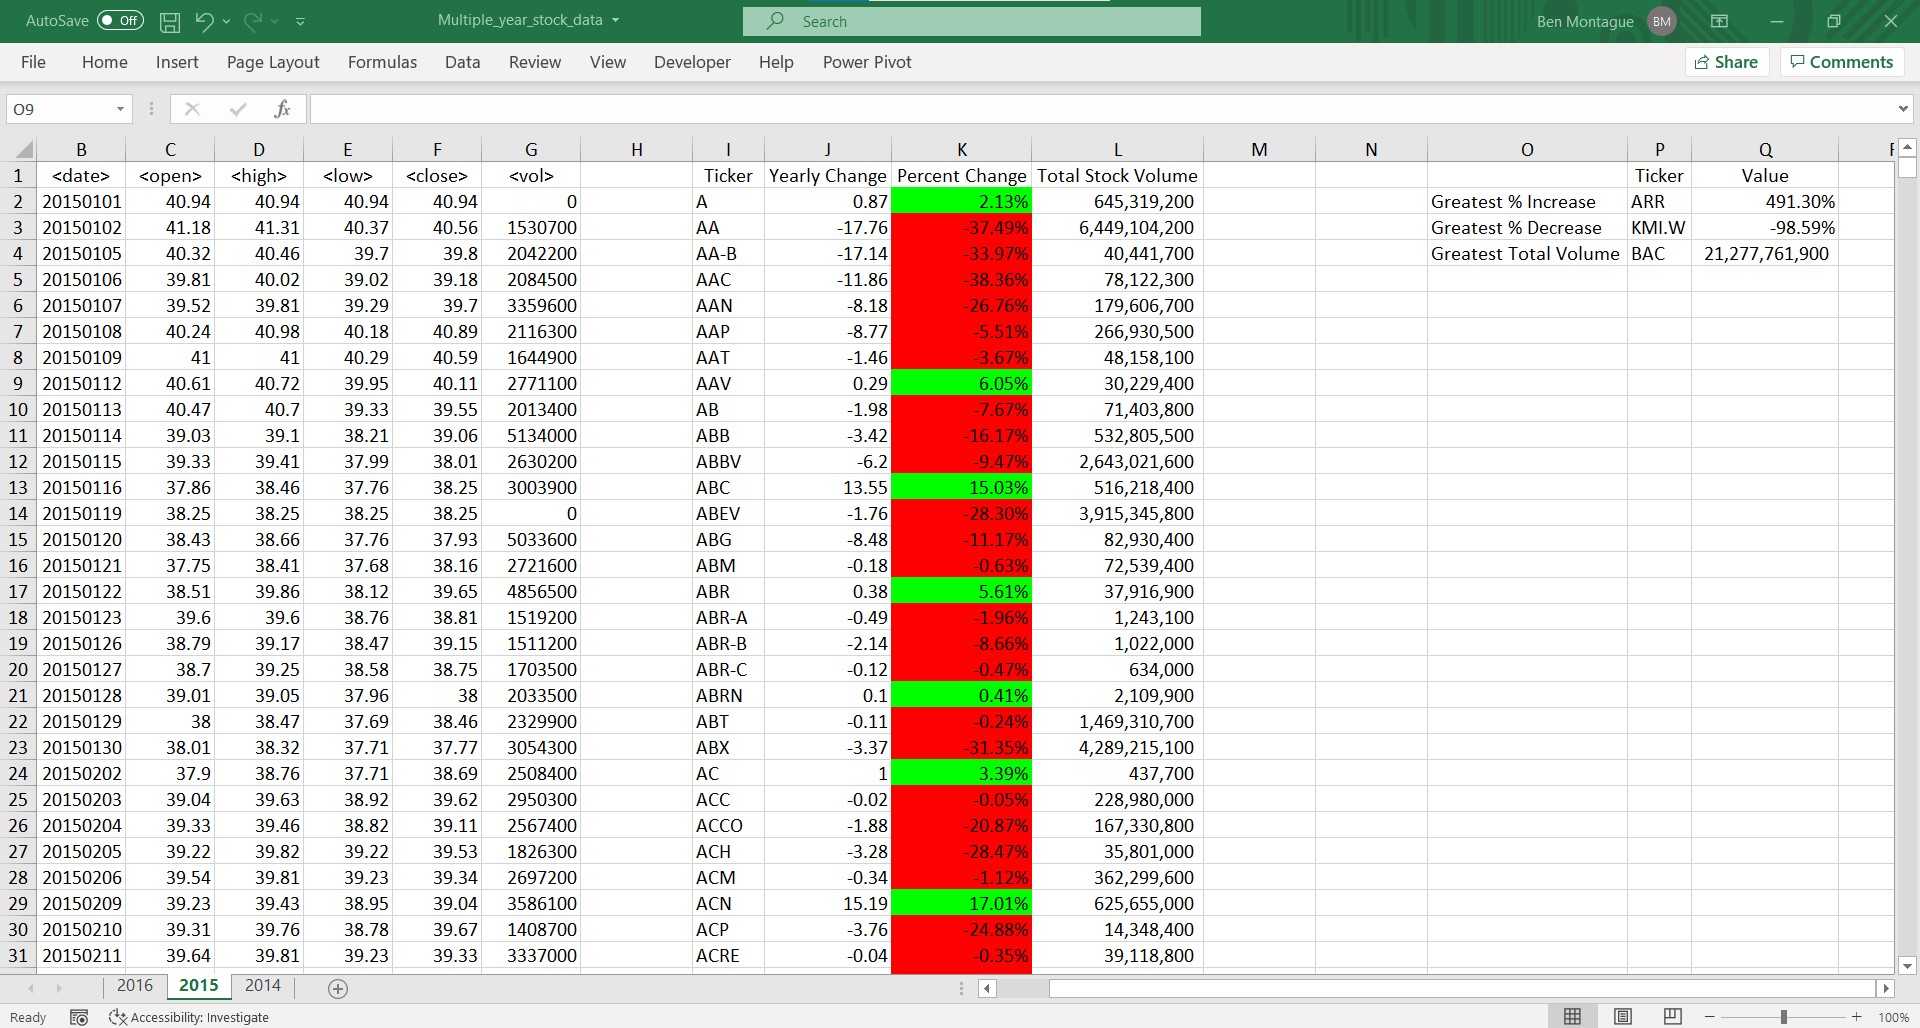 AutoSave Off Multiple_year_stock_data Search Ben Montague BM
File Home Insert Page Layout Formulas Data Review View Developer Help Power Pivot Share Comments
O9 fx
B C D E F G H I J K L M N O P Q
1 <date> <open> <high> <low> <close> <vol> Ticker Yearly Change Percent Change Total Stock Volume Ticker Value
2 20150101 40.94 40.94 40.94 40.94 0 A 0.87 2.13% 645,319,200 Greatest % Increase ARR 491.30%
3 20150102 41.18 41.31 40.37 40.56 1530700 AA -17.76 -37.49% 6,449,104,200 Greatest % Decrease KMI.W -98.59%
4 20150105 40.32 40.46 39.7 39.8 2042200 AA-B -17.14 -33.97% 40,441,700 Greatest Total Volume BAC 21,277,761,900
5 20150106 39.81 40.02 39.02 39.18 2084500 AAC -11.86 -38.36% 78,122,300
6 20150107 39.52 39.81 39.29 39.7 3359600 AAN -8.18 -26.76% 179,606,700
7 20150108 40.24 40.98 40.18 40.89 2116300 AAP -8.77 -5.51% 266,930,500
8 20150109 41 41 40.29 40.59 1644900 AAT -1.46 -3.67% 48,158,100
9 20150112 40.61 40.72 39.95 40.11 2771100 AAV 0.29 6.05% 30,229,400
10 20150113 40.47 40.7 39.33 39.55 2013400 AB -1.98 -7.67% 71,403,800
11 20150114 39.03 39.1 38.21 39.06 5134000 ABB -3.42 -16.17% 532,805,500
12 20150115 39.33 39.41 37.99 38.01 2630200 ABBV -6.2 -9.47% 2,643,021,600
13 20150116 37.86 38.46 37.76 38.25 3003900 ABC 13.55 15.03% 516,218,400
14 20150119 38.25 38.25 38.25 38.25 0 ABEV -1.76 -28.30% 3,915,345,800
15 20150120 38.43 38.66 37.76 37.93 5033600 ABG -8.48 -11.17% 82,930,400
16 20150121 37.75 38.41 37.68 38.16 2721600 ABM -0.18 -0.63% 72,539,400
17 20150122 38.51 39.86 38.12 39.65 4856500 ABR 0.38 5.61% 37,916,900
18 20150123 39.6 39.6 38.76 38.81 1519200 ABR-A -0.49 -1.96% 1,243,100
19 20150126 38.79 39.17 38.47 39.15 1511200 ABR-B -2.14 -8.66% 1,022,000
20 20150127 38.7 39.25 38.58 38.75 1703500 ABR-C -0.12 -0.47% 634,000
21 20150128 39.01 39.05 37.96 38 2033500 ABRN 0.1 0.41% 2,109,900
22 20150129 38 38.47 37.69 38.46 2329900 ABT -0.11 -0.24% 1,469,310,700
23 20150130 38.01 38.32 37.71 37.77 3054300 ABX -3.37 -31.35% 4,289,215,100
24 20150202 37.9 38.76 37.71 38.69 2508400 AC 1 3.39% 437,700
25 20150203 39.04 39.63 38.92 39.62 2950300 ACC -0.02 -0.05% 228,980,000
26 20150204 39.33 39.46 38.82 39.11 2567400 ACCO -1.88 -20.87% 167,330,800
27 20150205 39.22 39.82 39.22 39.53 1826300 ACH -3.28 -28.47% 35,801,000
28 20150206 39.54 39.81 39.23 39.34 2697200 ACM -0.34 -1.12% 362,299,600
29 20150209 39.23 39.43 38.95 39.04 3586100 ACN 15.19 17.01% 625,655,000
30 20150210 39.31 39.76 38.78 39.67 1408700 ACP -3.76 -24.88% 14,348,400
31 20150211 39.64 39.81 39.23 39.33 3337000 ACRE -0.04 -0.35% 39,118,800
2016 2015 2014
Ready Accessibility: Investigate 100%